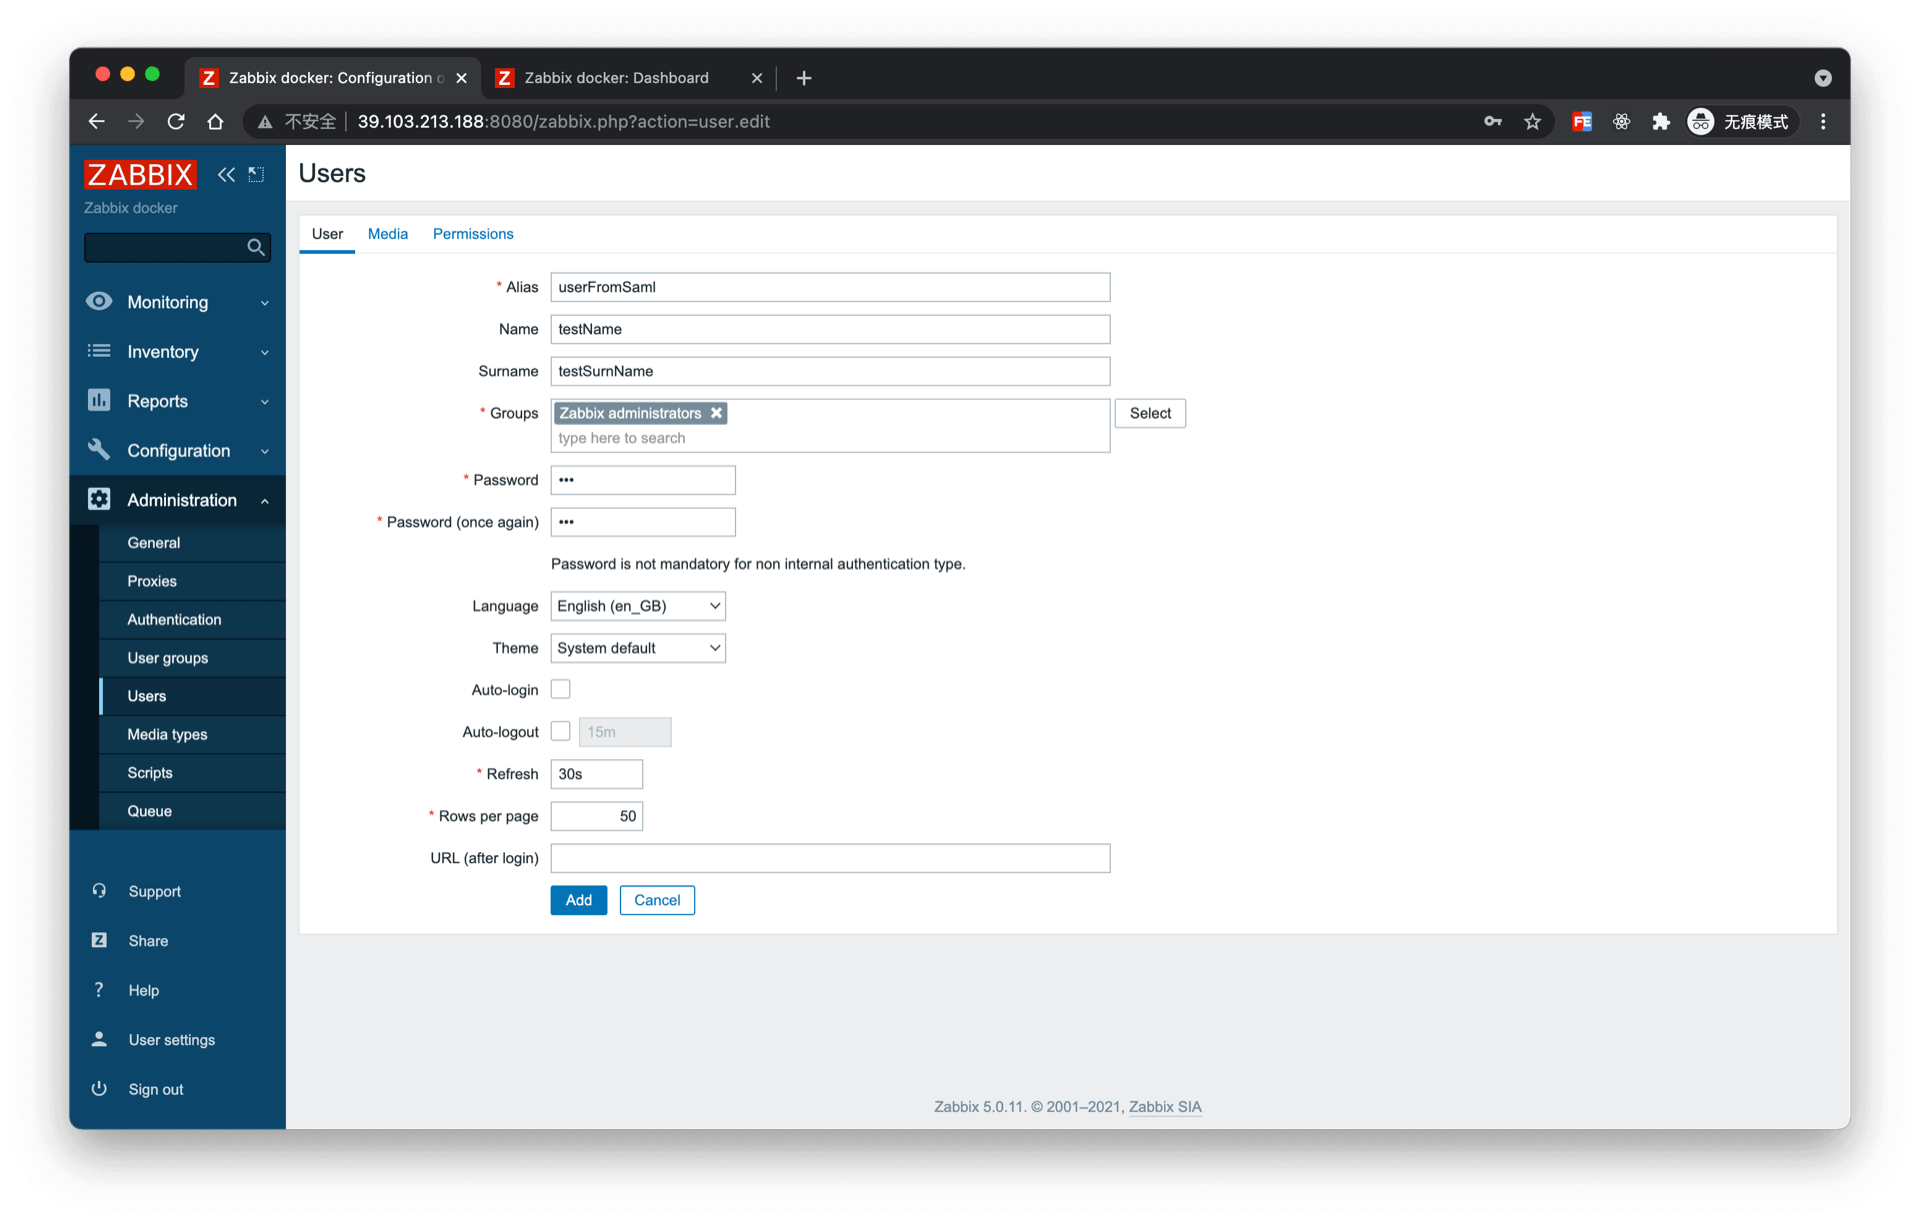 Zabbix docker: Configuration o
Zabbix docker: Dashboard
不安全
39.103.213.188:8080/zabbix.php?action=user.edit
FE
无痕模式
ZABBIX
Zabbix docker
Monitoring
Inventory
Reports
Configuration
Administration
General
Proxies
Authentication
User groups
Users
Media types
Scripts
Queue
Support
Share
Help
User settings
Sign out
Users
User Media Permissions
* Alias userFromSaml
Name testName
Surname testSurnName
* Groups Zabbix administrators Select
type here to search
* Password •••
* Password (once again) •••
Password is not mandatory for non internal authentication type.
Language English (en_GB)
Theme System default
Auto-login
Auto-logout 15m
* Refresh 30s
* Rows per page 50
URL (after login)
Add Cancel
Zabbix 5.0.11. © 2001–2021, Zabbix SIA